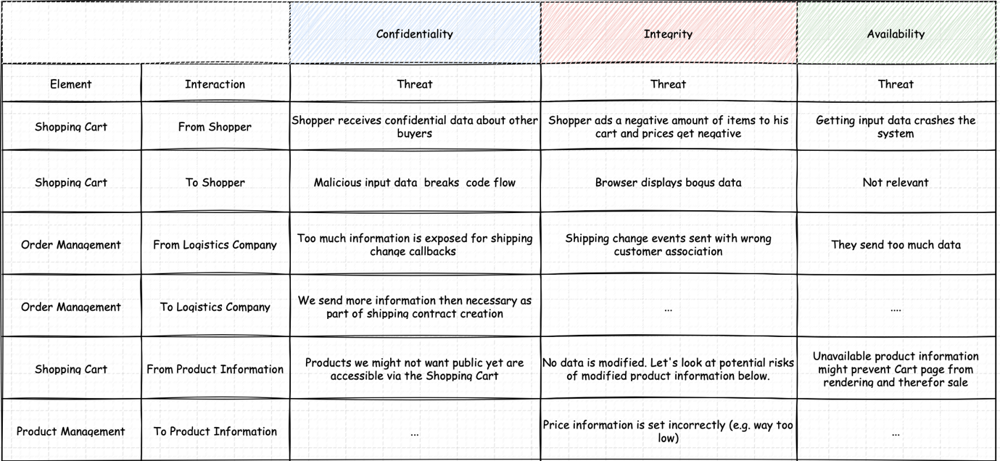 Confidentiality
Integrity
Availability
Element
Interaction
Threat
Threat
Threat
Shopping Cart
From Shopper
Shopper receives confidential data about other
buyers
Shopper ads a negative amount of items to his
cart and prices get negative
Getting input data crashes the
system
Shopping Cart
To Shopper
Malicious input data breaks code flow
Browser displays bogus data
Not relevant
Order Management
From Logistics Company
Too much information is exposed for shipping
change callbacks
Shipping change events sent with wrong
customer association
They send too much data
Order Management
To Logistics Company
We send more information then necessary as
part of shipping contract creation
...
....
Shopping Cart
From Product Information
Products we might not want public yet are
accessible via the Shopping Cart
No data is modified. Let's look at potential risks
of modified product information below.
Unavailable product information
might prevent Cart page from
rendering and therefor sale
Product Management
To Product Information
...
Price information is set incorrectly (e.g. way too
low)
...